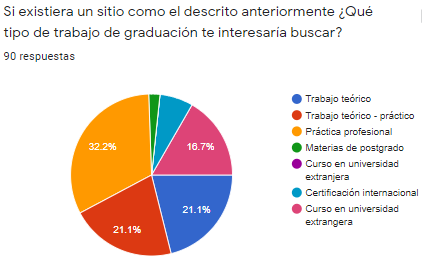 Si existiera un sitio como el descrito anteriormente ¿Qué
tipo de trabajo de graduación te interesaría buscar?
90 respuestas
Trabajo teórico
Trabajo teórico - práctico
Práctica profesional
Materias de postgrado
Curso en universidad
extranjera
Certificación internacional
Curso en universidad
extrangera
32.2%
16.7%
21.1%
21.1%